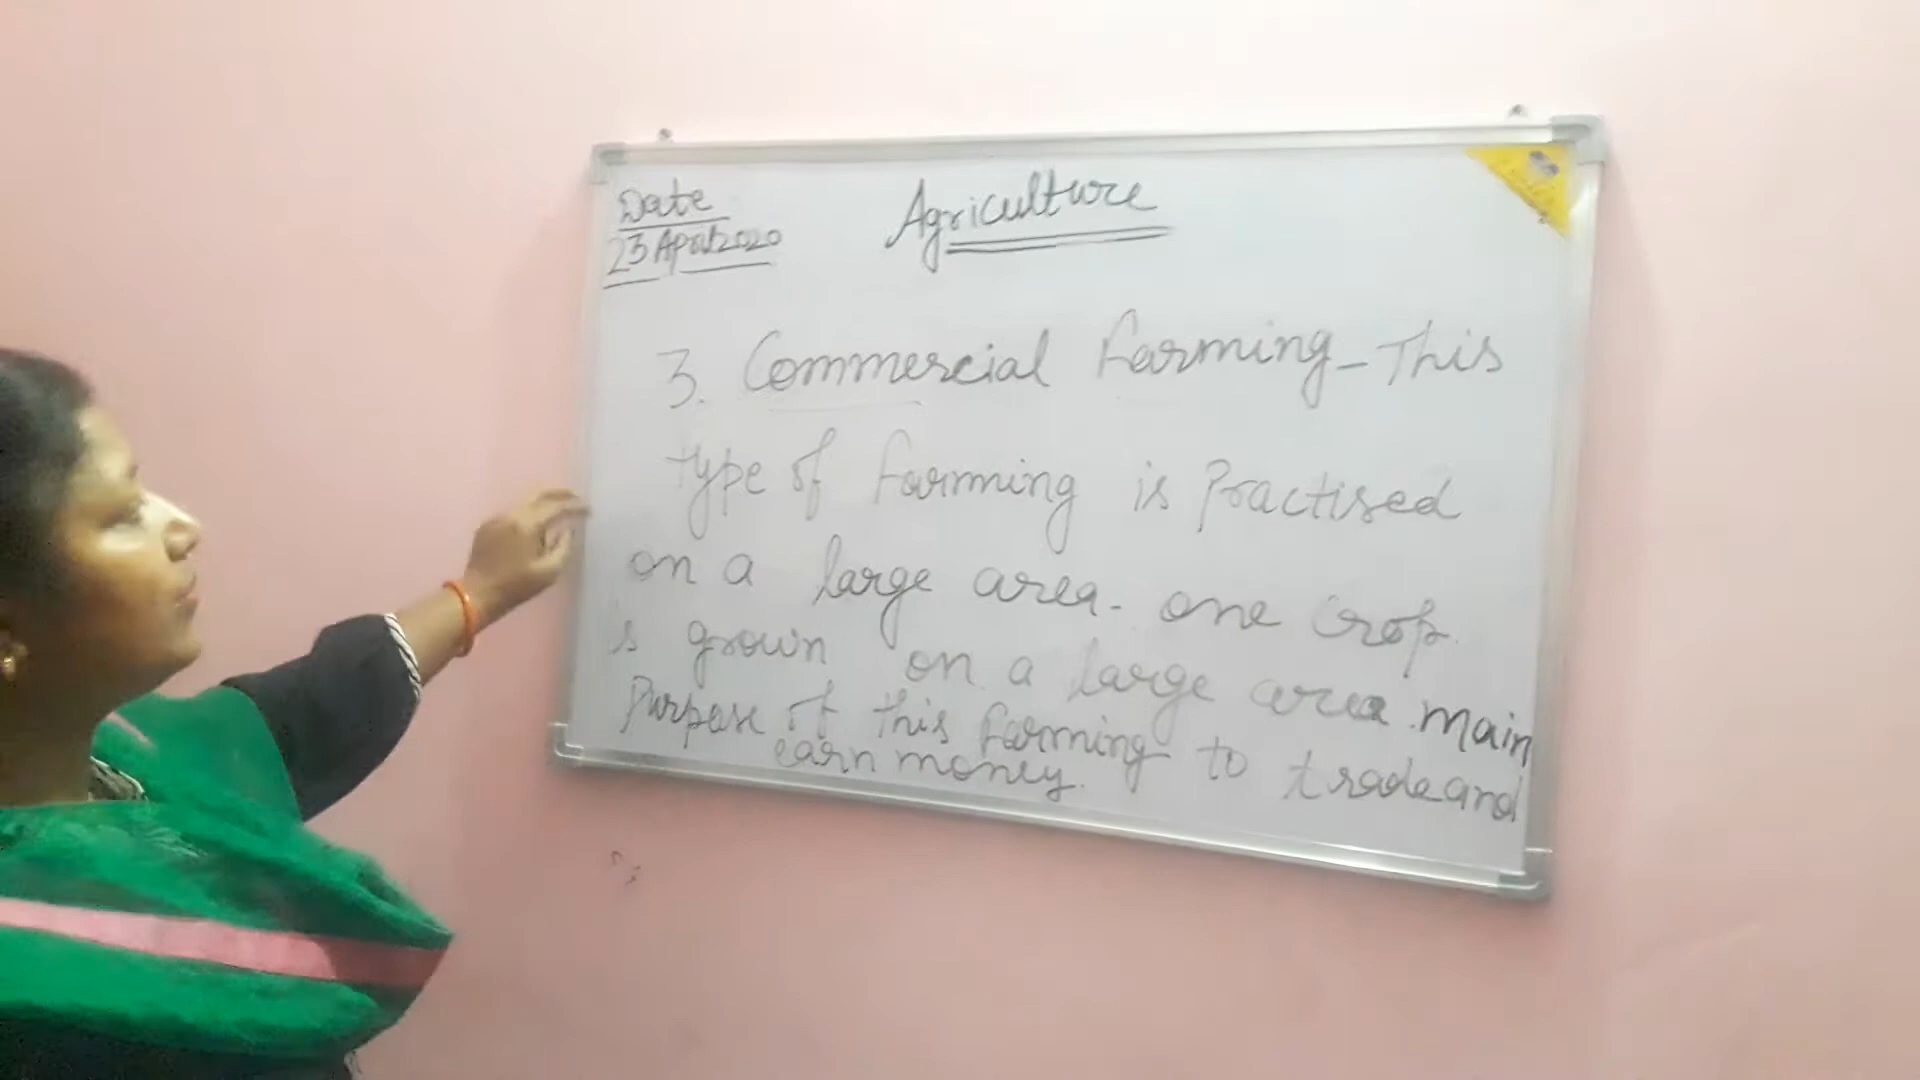 Date
23 April 2020
Agriculture
3. Commercial Farming - This
type of farming is Practised
on a large area. one Crop
is grown on a large area. main
Purpose of this farming to trade and
earn money.